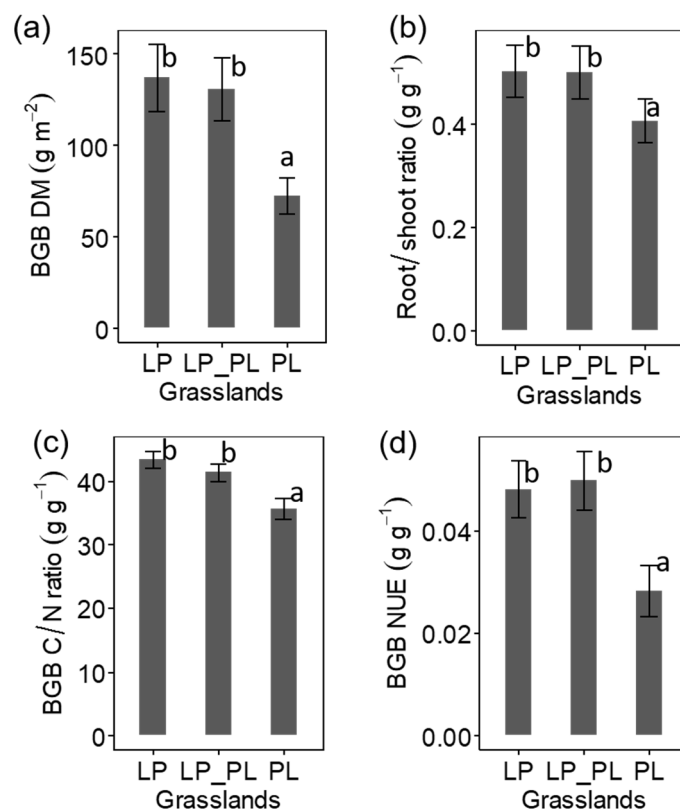 (a)
BGB DM (g m⁻²)
150
100
50
0
b
b
a
LP LP_PL PL
Grasslands
(b)
Root/shoot ratio (g g⁻¹)
0.4
0.2
0.0
b
b
a
LP LP_PL PL
Grasslands
(c)
BGB C/N ratio (g g⁻¹)
40
30
20
10
0
b
b
a
LP LP_PL PL
Grasslands
(d)
BGB NUE (g g⁻¹)
0.04
0.02
0.00
b
b
a
LP LP_PL PL
Grasslands